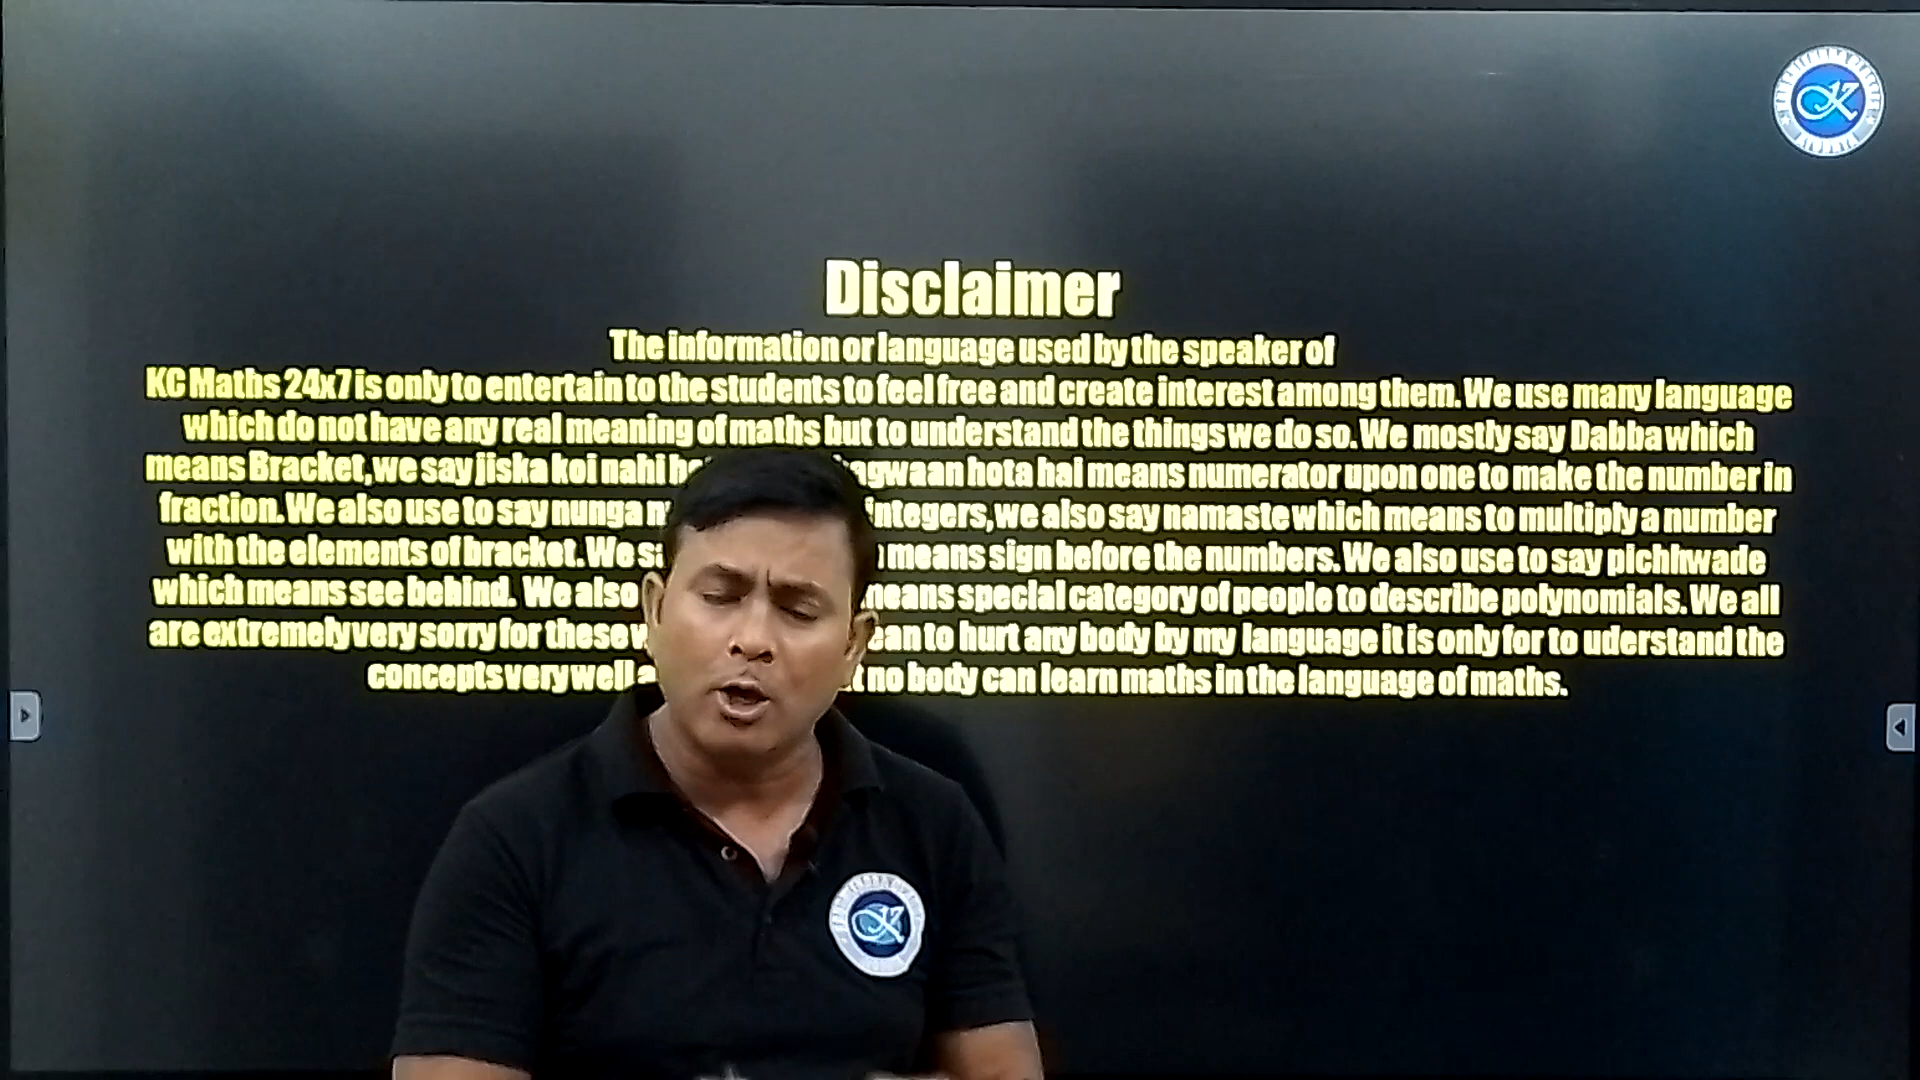 Disclaimer
The information or language used by the speaker of
KC Maths 24x7 is only to entertain to the students to feel free and create interest among them. We use many language
which do not have any real meaning of maths but to understand the things we do so. We mostly say Dabba which
means Bracket, we say jiska koi nahi hota hai means numerator upon one to make the number in
fraction. We also use to say nunga integers, we also say namaste which means to multiply a number
with the elements of bracket. We means sign before the numbers. We also use to say pichhwade
which means see behind. We also means special category of people to describe polynomials. We all
are extremely very sorry for these to hurt any body by my language it is only for to uderstand the
concepts very well no body can learn maths in the language of maths.